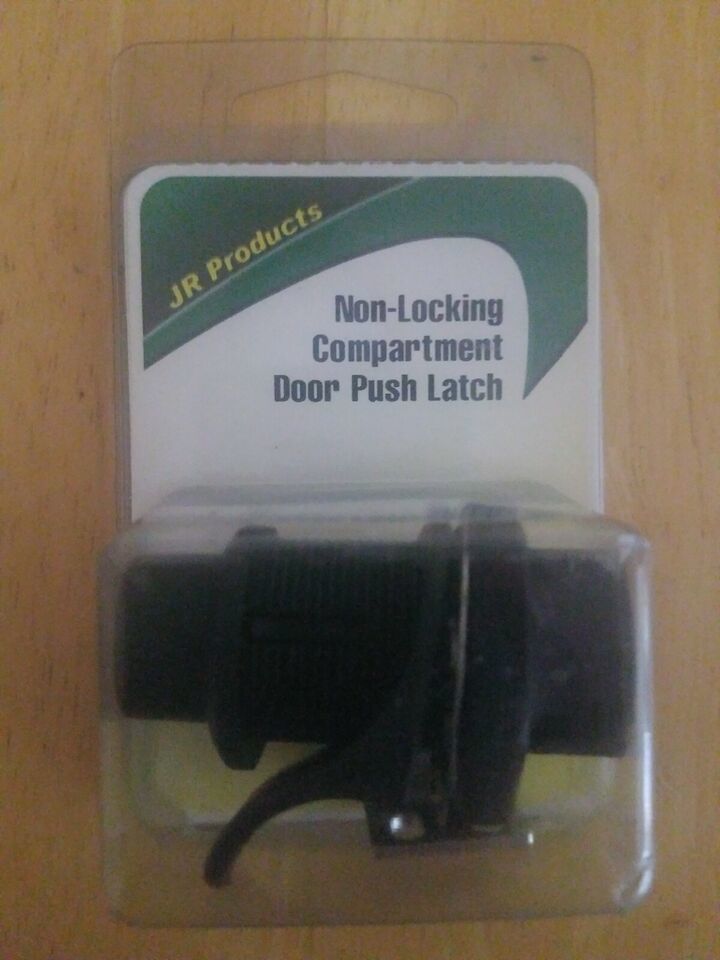 JR Products
Non-Locking
Compartment
Door Push Latch